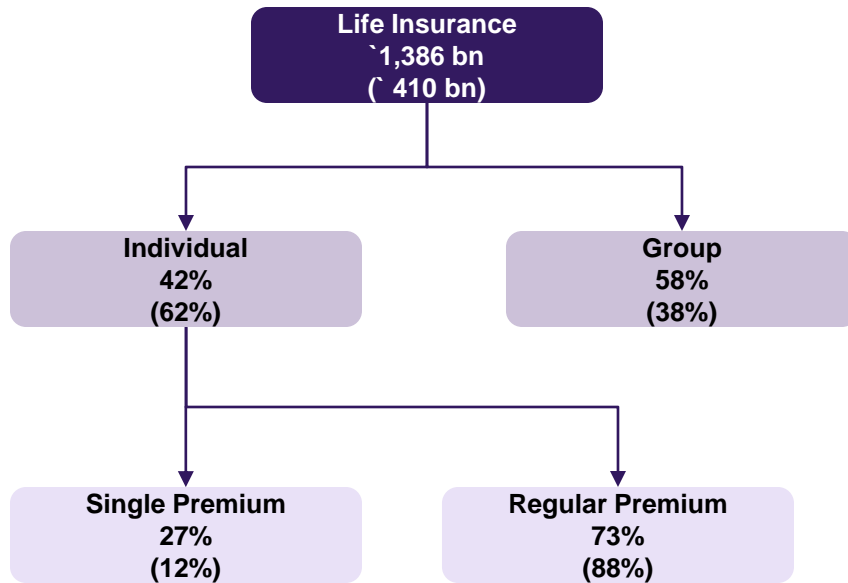 Life Insurance
`1,386 bn
(` 410 bn)
Individual
42%
(62%)
Group
58%
(38%)
Single Premium
27%
(12%)
Regular Premium
73%
(88%)